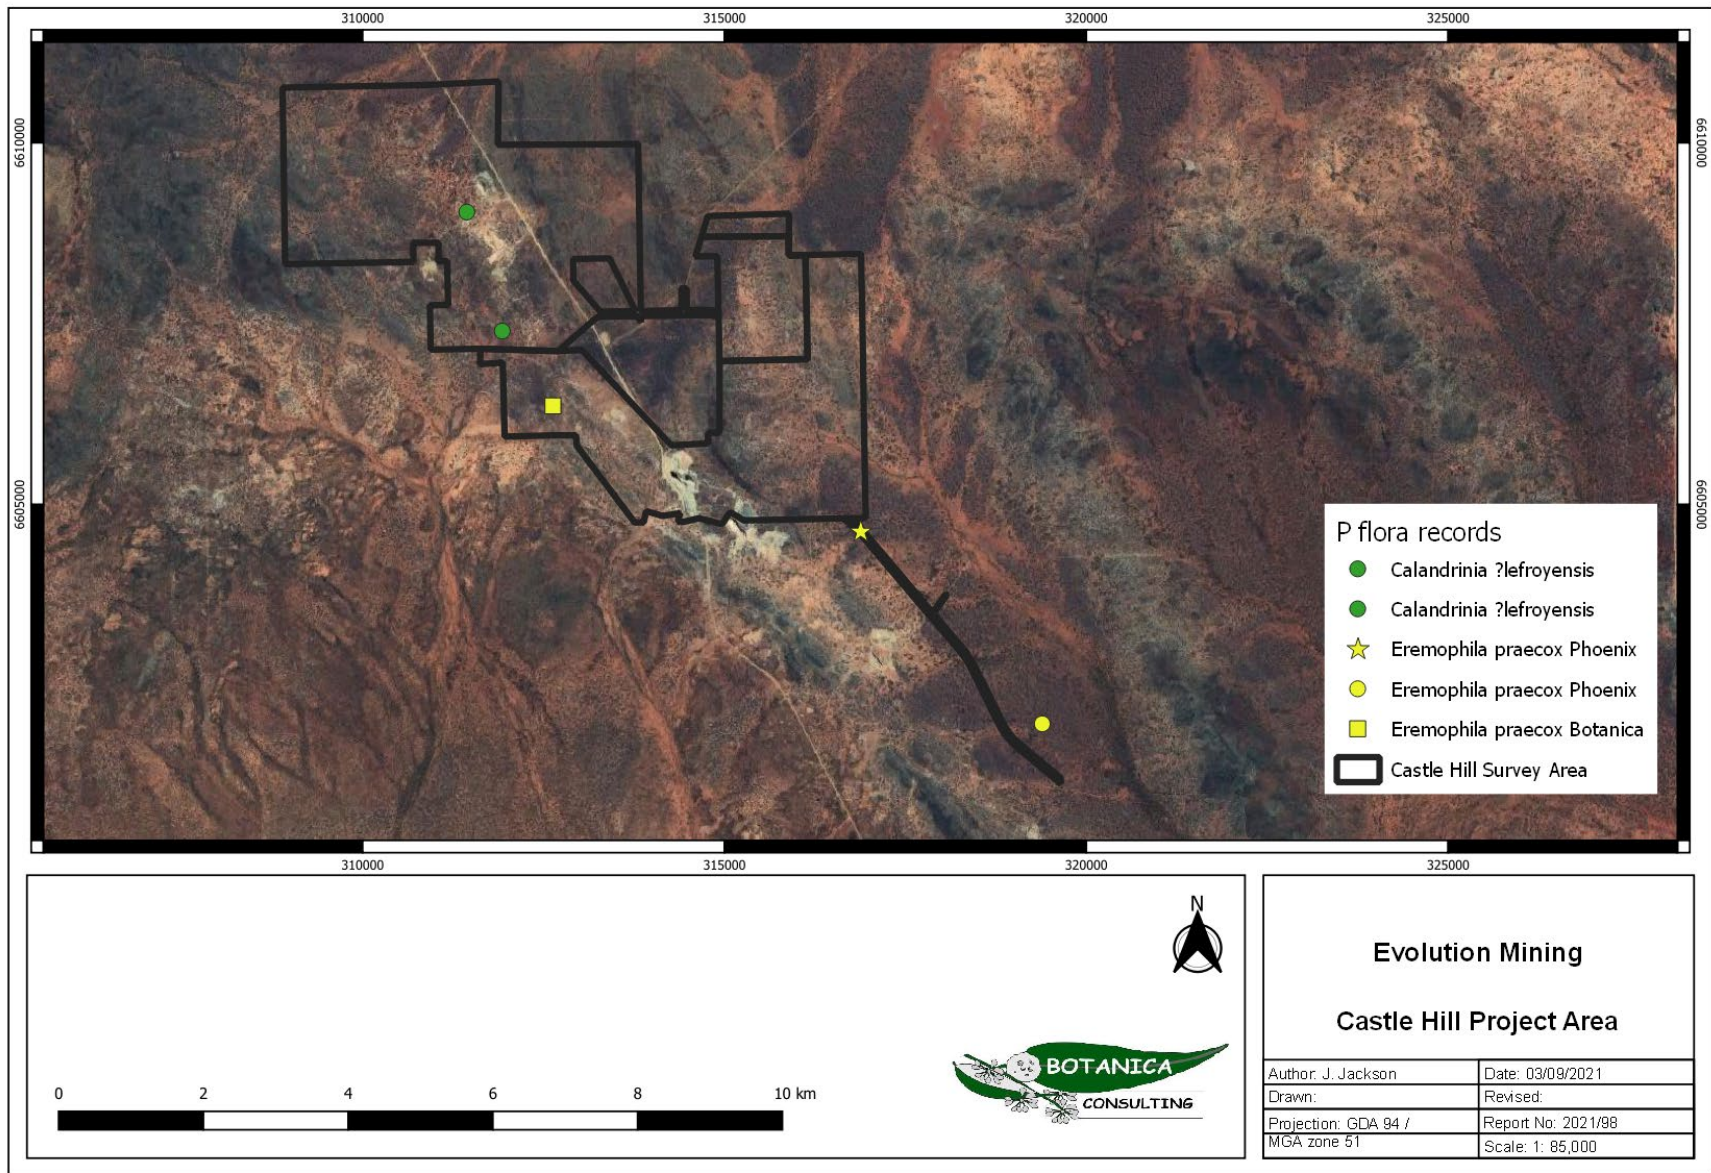 310000 315000 320000 325000
6610000 6610000
6605000 6605000
P flora records
Calandrinia ?lefroyensis
Calandrinia ?lefroyensis
Eremophila praecox Phoenix
Eremophila praecox Phoenix
Eremophila praecox Botanica
Castle Hill Survey Area
310000 315000 320000 325000
N
0 2 4 6 8 10 km
BOTANICA
CONSULTING
Evolution Mining
Castle Hill Project Area
Author: J. Jackson
Date: 03/09/2021
Drawn:
Revised:
Projection: GDA 94 /
MGA zone 51
Report No: 2021/98
Scale: 1: 85,000